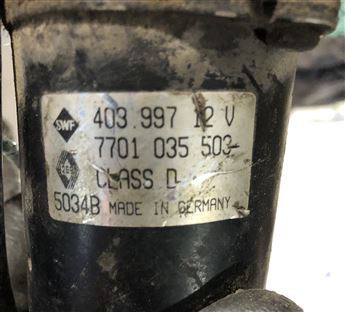 SWF 403.997 12 V
7701 035 503
CLASS D
5034B MADE IN GERMANY